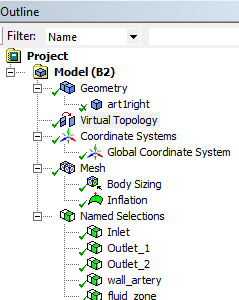 Outline
Filter: Name
Project
Model (B2)
Geometry
art1right
Virtual Topology
Coordinate Systems
Global Coordinate System
Mesh
Body Sizing
Inflation
Named Selections
Inlet
Outlet_1
Outlet_2
wall_artery
fluid_zone